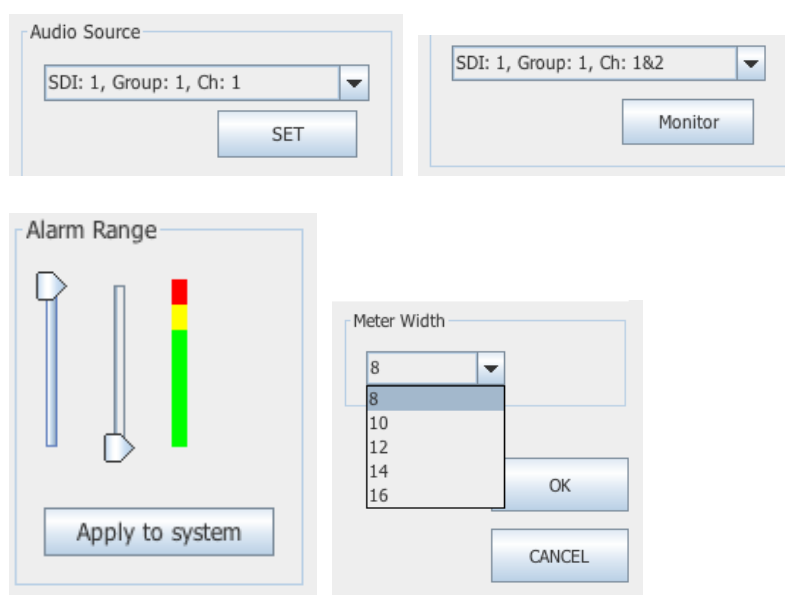 Audio Source
SDI: 1, Group: 1, Ch: 1
SET
SDI: 1, Group: 1, Ch: 1&2
Monitor
Alarm Range
Apply to system
Meter Width
8
8
10
12
14
16
OK
CANCEL